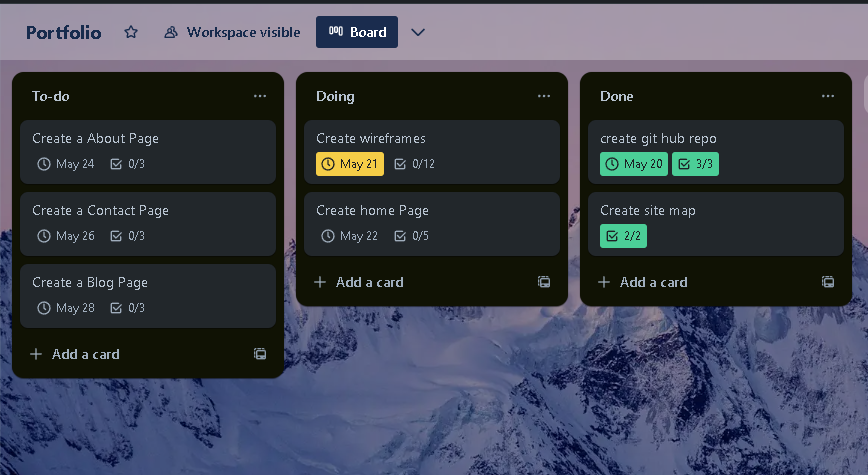 Portfolio
Workspace visible
Board
To-do
Create a About Page
May 24 0/3
Create a Contact Page
May 26 0/3
Create a Blog Page
May 28 0/3
Add a card
Doing
Create wireframes
May 21 0/12
Create home Page
May 22 0/5
Add a card
Done
create git hub repo
May 20 3/3
Create site map
2/2
Add a card